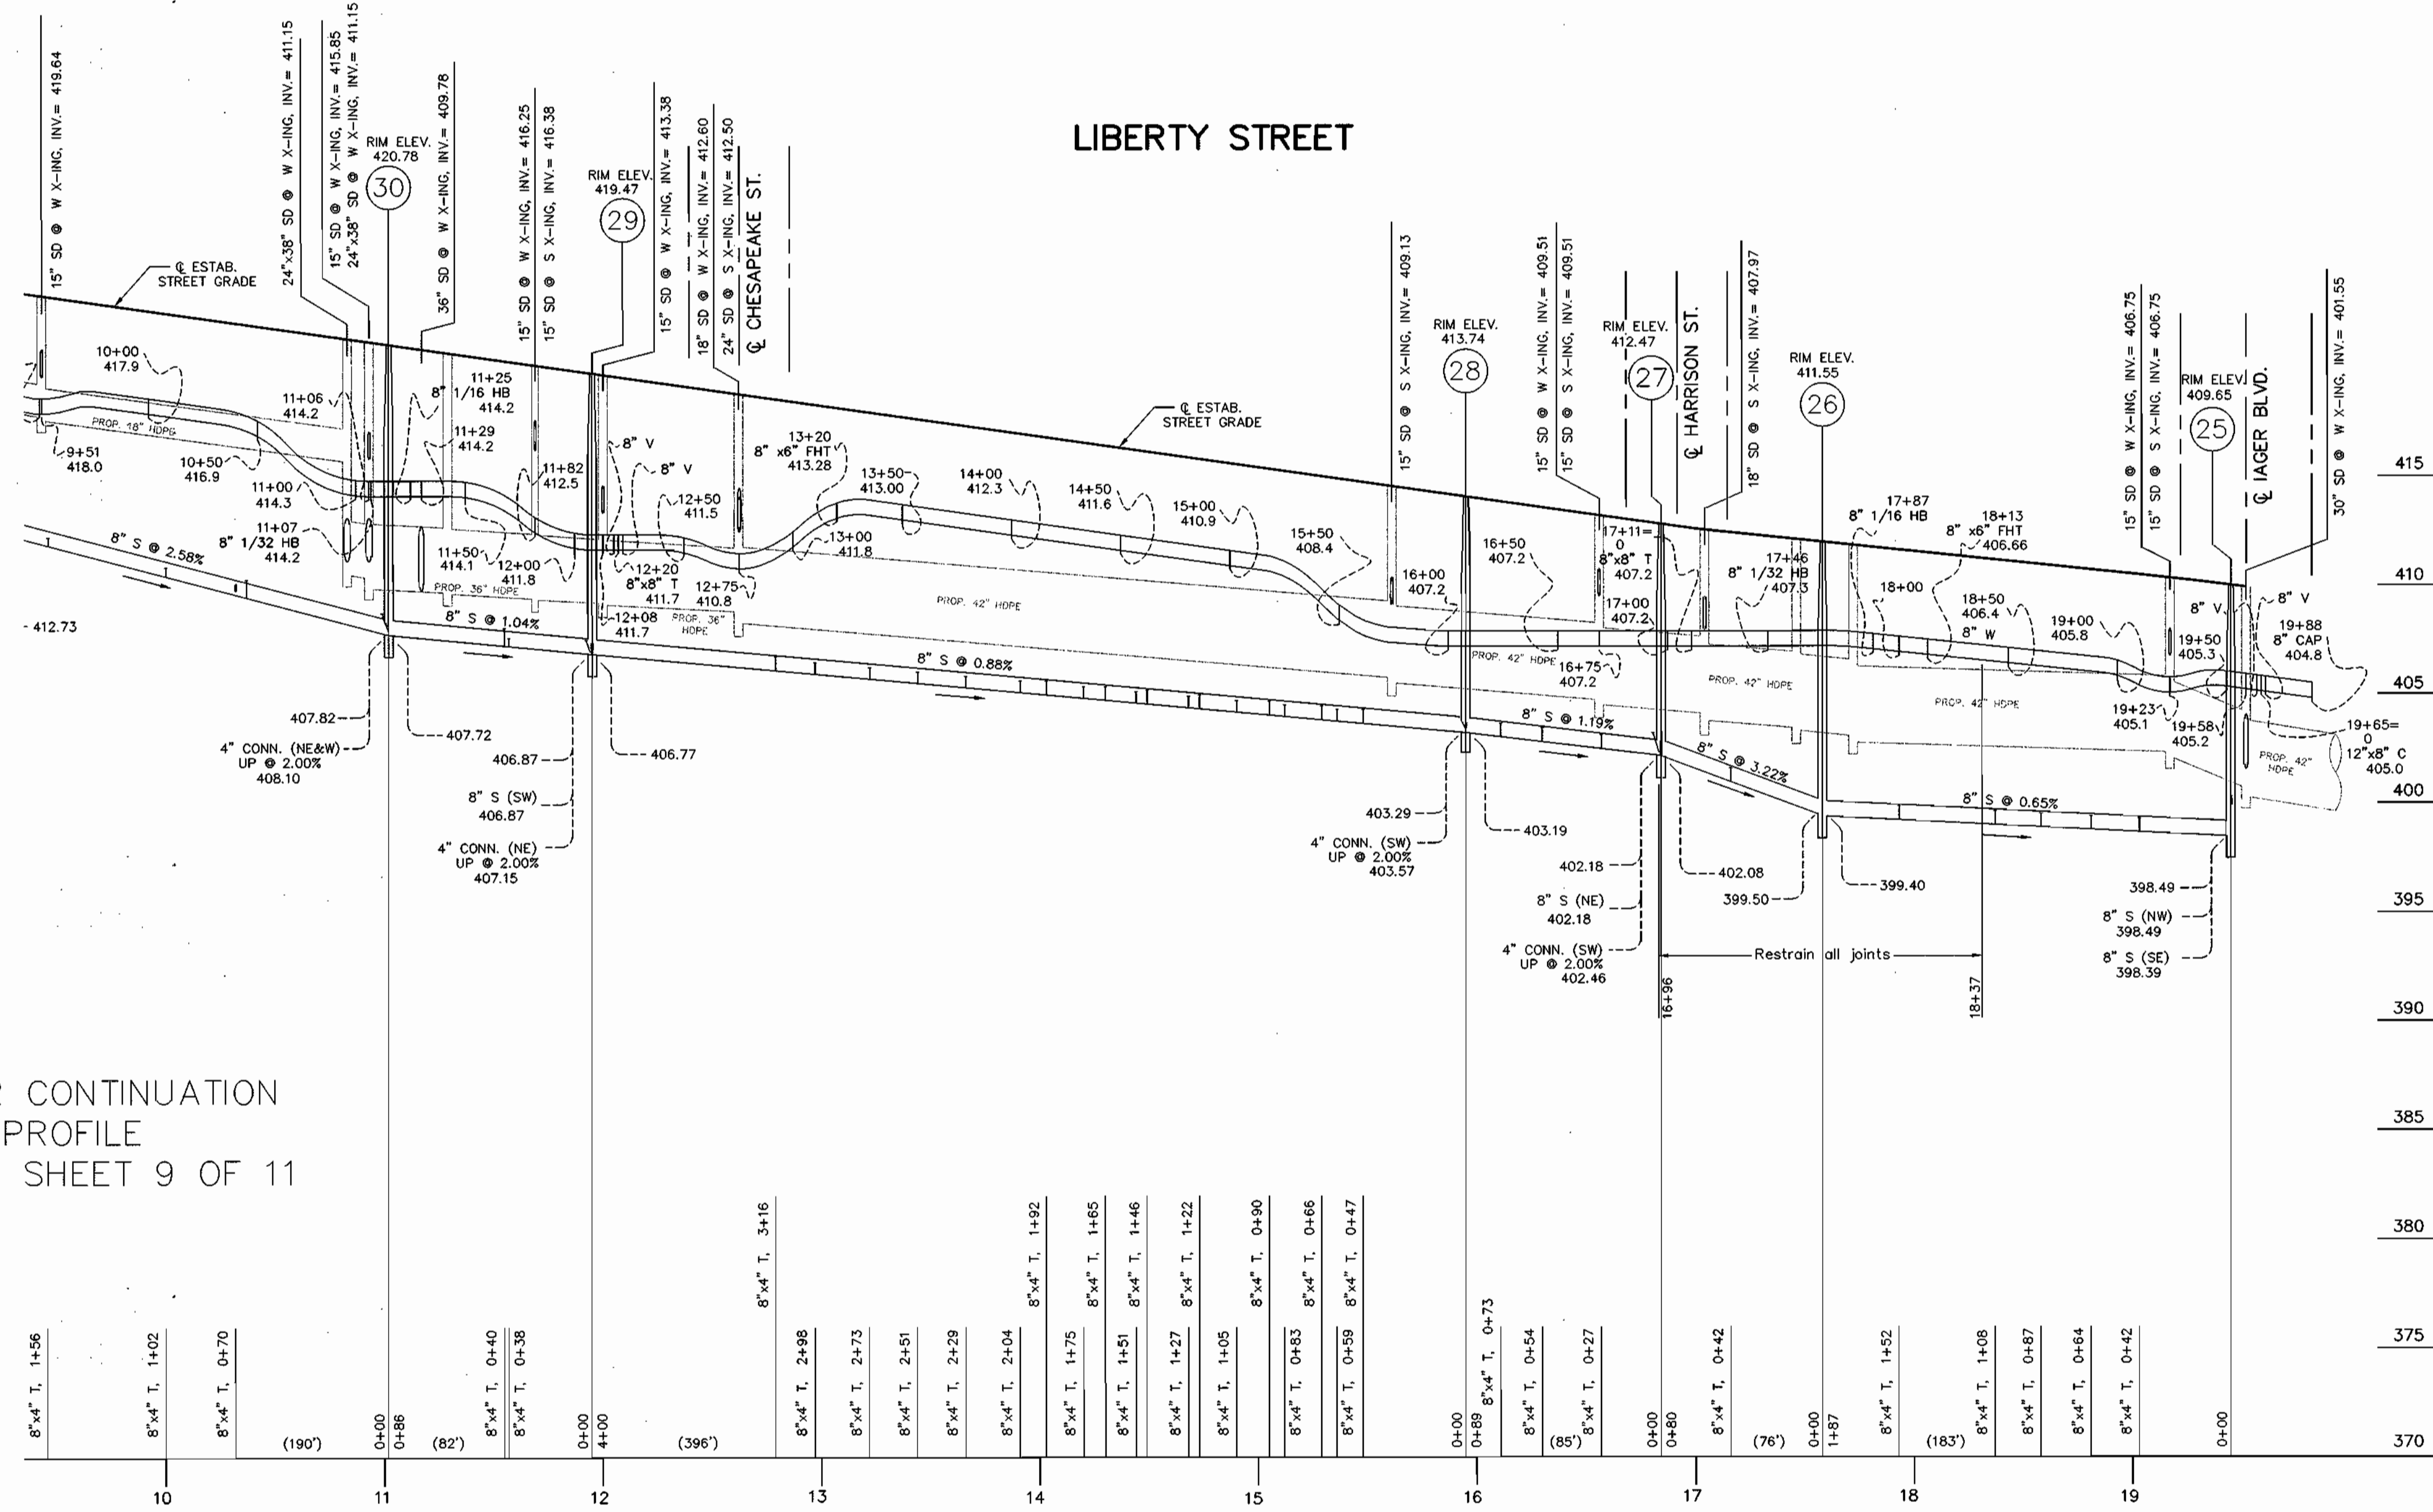 LIBERTY STREET
15" SD @ W X-ING, INV.= 419.64
24"x38" SD @ W X-ING, INV.= 411.15
15" SD @ W X-ING, INV.= 415.85
24"x38" SD @ W X-ING, INV.= 411.15
RIM ELEV.
420.78
30
36" SD @ W X-ING, INV.= 409.78
15" SD @ W X-ING, INV.= 416.25
15" SD @ S X-ING, INV.= 416.38
RIM ELEV.
419.47
29
15" SD @ W X-ING, INV.= 413.38
18" SD @ W X-ING, INV.= 412.60
24" SD @ S X-ING, INV.= 412.50
℄ CHESAPEAKE ST.
15" SD @ S X-ING, INV.= 409.13
RIM ELEV.
413.74
28
15" SD @ W X-ING, INV.= 409.51
15" SD @ S X-ING, INV.= 409.51
RIM ELEV.
412.47
27
℄ HARRISON ST.
18" SD @ S X-ING, INV.= 407.97
RIM ELEV.
411.55
26
15" SD @ W X-ING, INV.= 406.75
15" SD @ S X-ING, INV.= 406.75
RIM ELEV.
409.65
25
℄ IAGER BLVD.
30" SD @ W X-ING, INV.= 401.55
℄ ESTAB.
STREET GRADE
℄ ESTAB.
STREET GRADE
10+00
417.9
9+51
418.0
PROP. 18" HDPE
10+50
416.9
11+06
414.2
11+00
414.3
11+07
8" 1/32 HB
414.2
11+25
8" 1/16 HB
414.2
11+29
414.2
11+50
414.1
11+82
412.5
12+00
411.8
PROP. 36" HDPE
8" V
8" V
12+50
411.5
12+20
8"x8" T
411.7
12+08
411.7
12+75
410.8
PROP. 36"
HDPE
13+20
8" x6" FHT
413.28
13+00
411.8
13+50
413.00
14+00
412.3
14+50
411.6
15+00
410.9
15+50
408.4
PROP. 42" HDPE
16+00
407.2
16+50
407.2
16+75
407.2
PROP. 42" HDPE
17+11=
0
8"x8" T
407.2
17+00
407.2
17+46
8" 1/32 HB
407.3
PROP. 42" HDPE
17+87
8" 1/16 HB
18+00
18+13
8" x6" FHT
406.66
18+50
406.4
8" W
19+00
405.8
PROP. 42" HDPE
19+23
405.1
19+50
405.3
19+58
405.2
8" V
8" V
19+88
8" CAP
404.8
19+65=
0
12"x8" C
405.0
PROP. 42"
HDPE
8" S @ 2.58%
8" S @ 1.04%
8" S @ 0.88%
8" S @ 1.19%
8" S @ 3.22%
8" S @ 0.65%
412.73
407.82
4" CONN. (NE&W)
UP @ 2.00%
408.10
407.72
406.87
8" S (SW)
406.87
4" CONN. (NE)
UP @ 2.00%
407.15
406.77
403.29
4" CONN. (SW)
UP @ 2.00%
403.57
403.19
402.18
8" S (NE)
402.18
4" CONN. (SW)
UP @ 2.00%
402.46
402.08
399.50
399.40
398.49
8" S (NW)
398.49
8" S (SE)
398.39
Restrain all joints
16+96
18+37
415
410
405
400
395
390
385
380
375
370
CONTINUATION
PROFILE
SHEET 9 OF 11
8"x4" T, 1+56
8"x4" T, 1+02
8"x4" T, 0+70
(190')
0+00
0+86
(82')
8"x4" T, 0+40
8"x4" T, 0+38
0+00
4+00
(396')
8"x4" T, 3+16
8"x4" T, 2+98
8"x4" T, 2+73
8"x4" T, 2+51
8"x4" T, 2+29
8"x4" T, 2+04
8"x4" T, 1+92
8"x4" T, 1+75
8"x4" T, 1+65
8"x4" T, 1+51
8"x4" T, 1+46
8"x4" T, 1+27
8"x4" T, 1+22
8"x4" T, 1+05
8"x4" T, 0+90
8"x4" T, 0+83
8"x4" T, 0+66
8"x4" T, 0+59
8"x4" T, 0+47
0+00
0+89
8"x4" T, 0+73
8"x4" T, 0+54
(85')
8"x4" T, 0+27
0+00
0+80
8"x4" T, 0+42
(76')
0+00
1+87
8"x4" T, 1+52
(183')
8"x4" T, 1+08
8"x4" T, 0+87
8"x4" T, 0+64
8"x4" T, 0+42
0+00
10
11
12
13
14
15
16
17
18
19